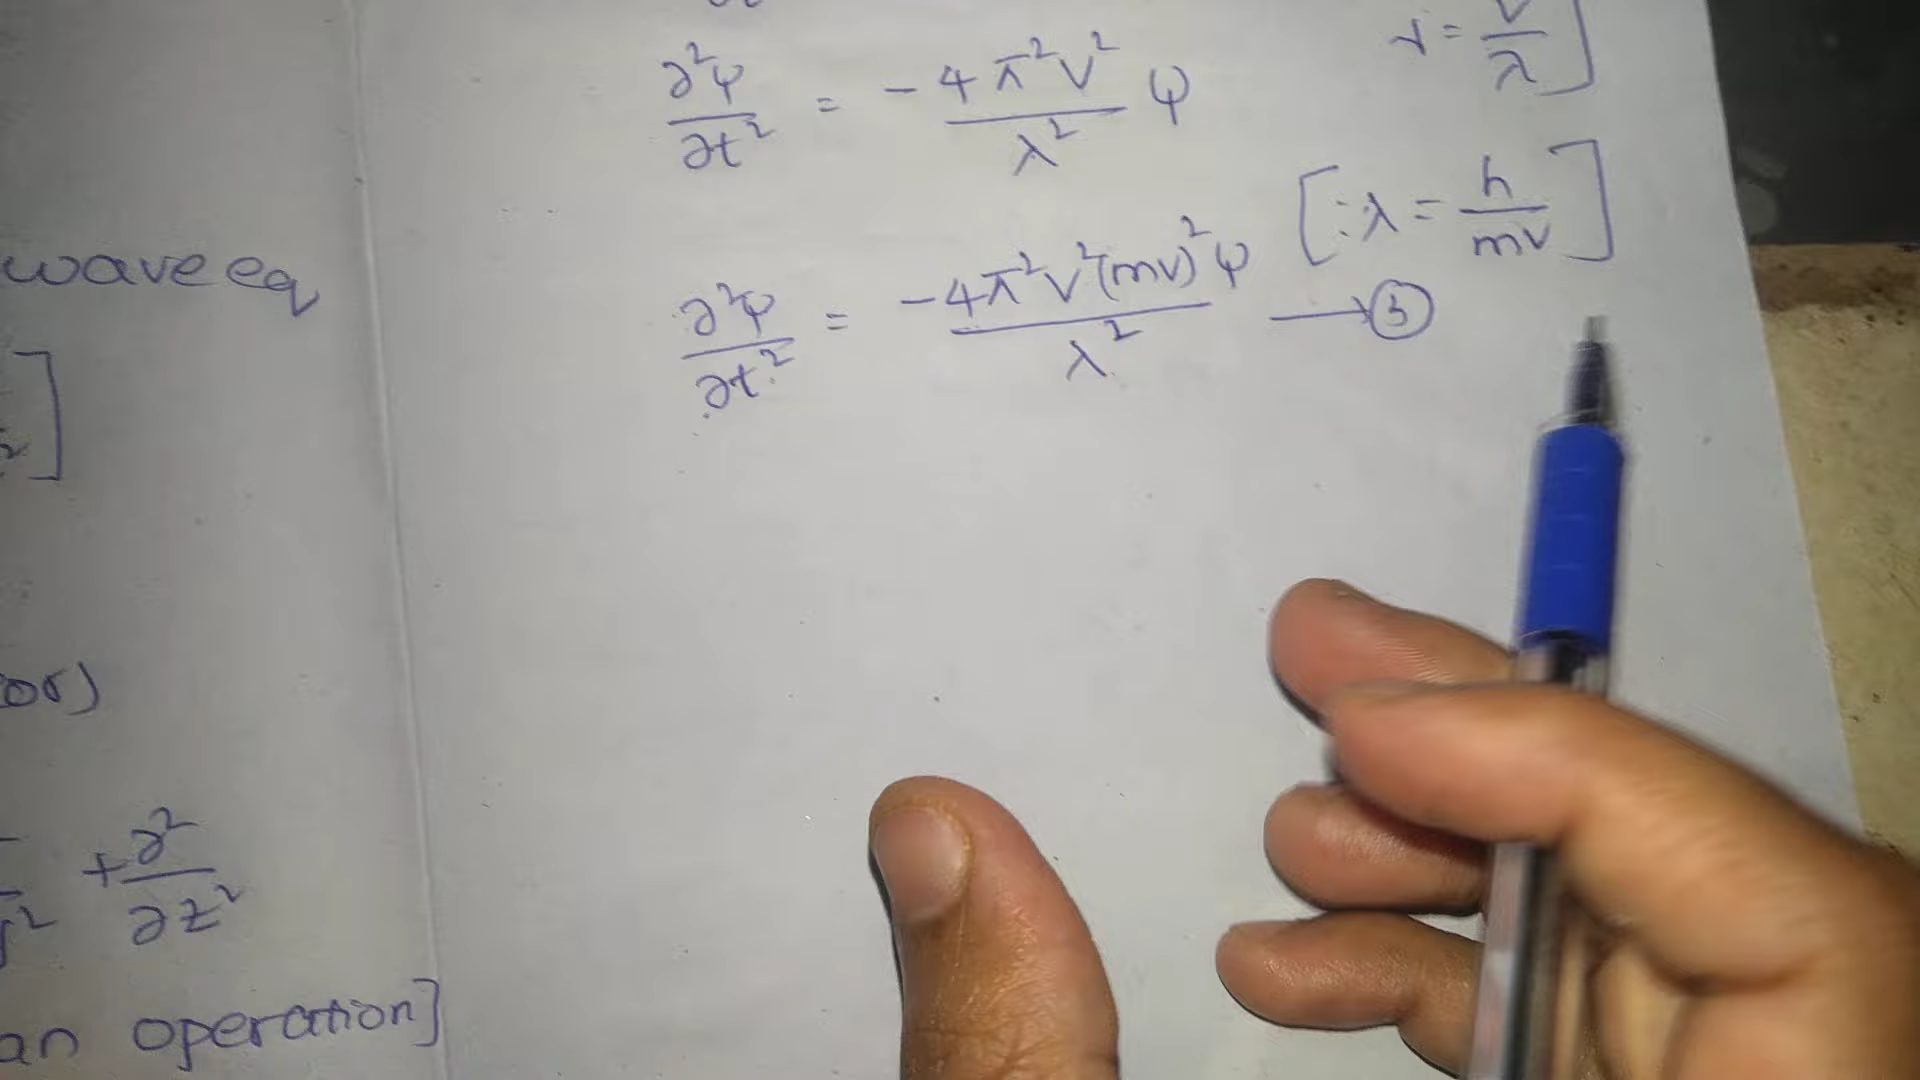 ∂²ψ/∂t² = -4π²v²/λ² ψ
ν = v/λ ]
[∵ λ = h/mv]
∂²ψ/∂t² = -4π²v²(mv)²ψ/λ² → ③
wave eq
]
or)
+ ∂²/∂z²
an operation]